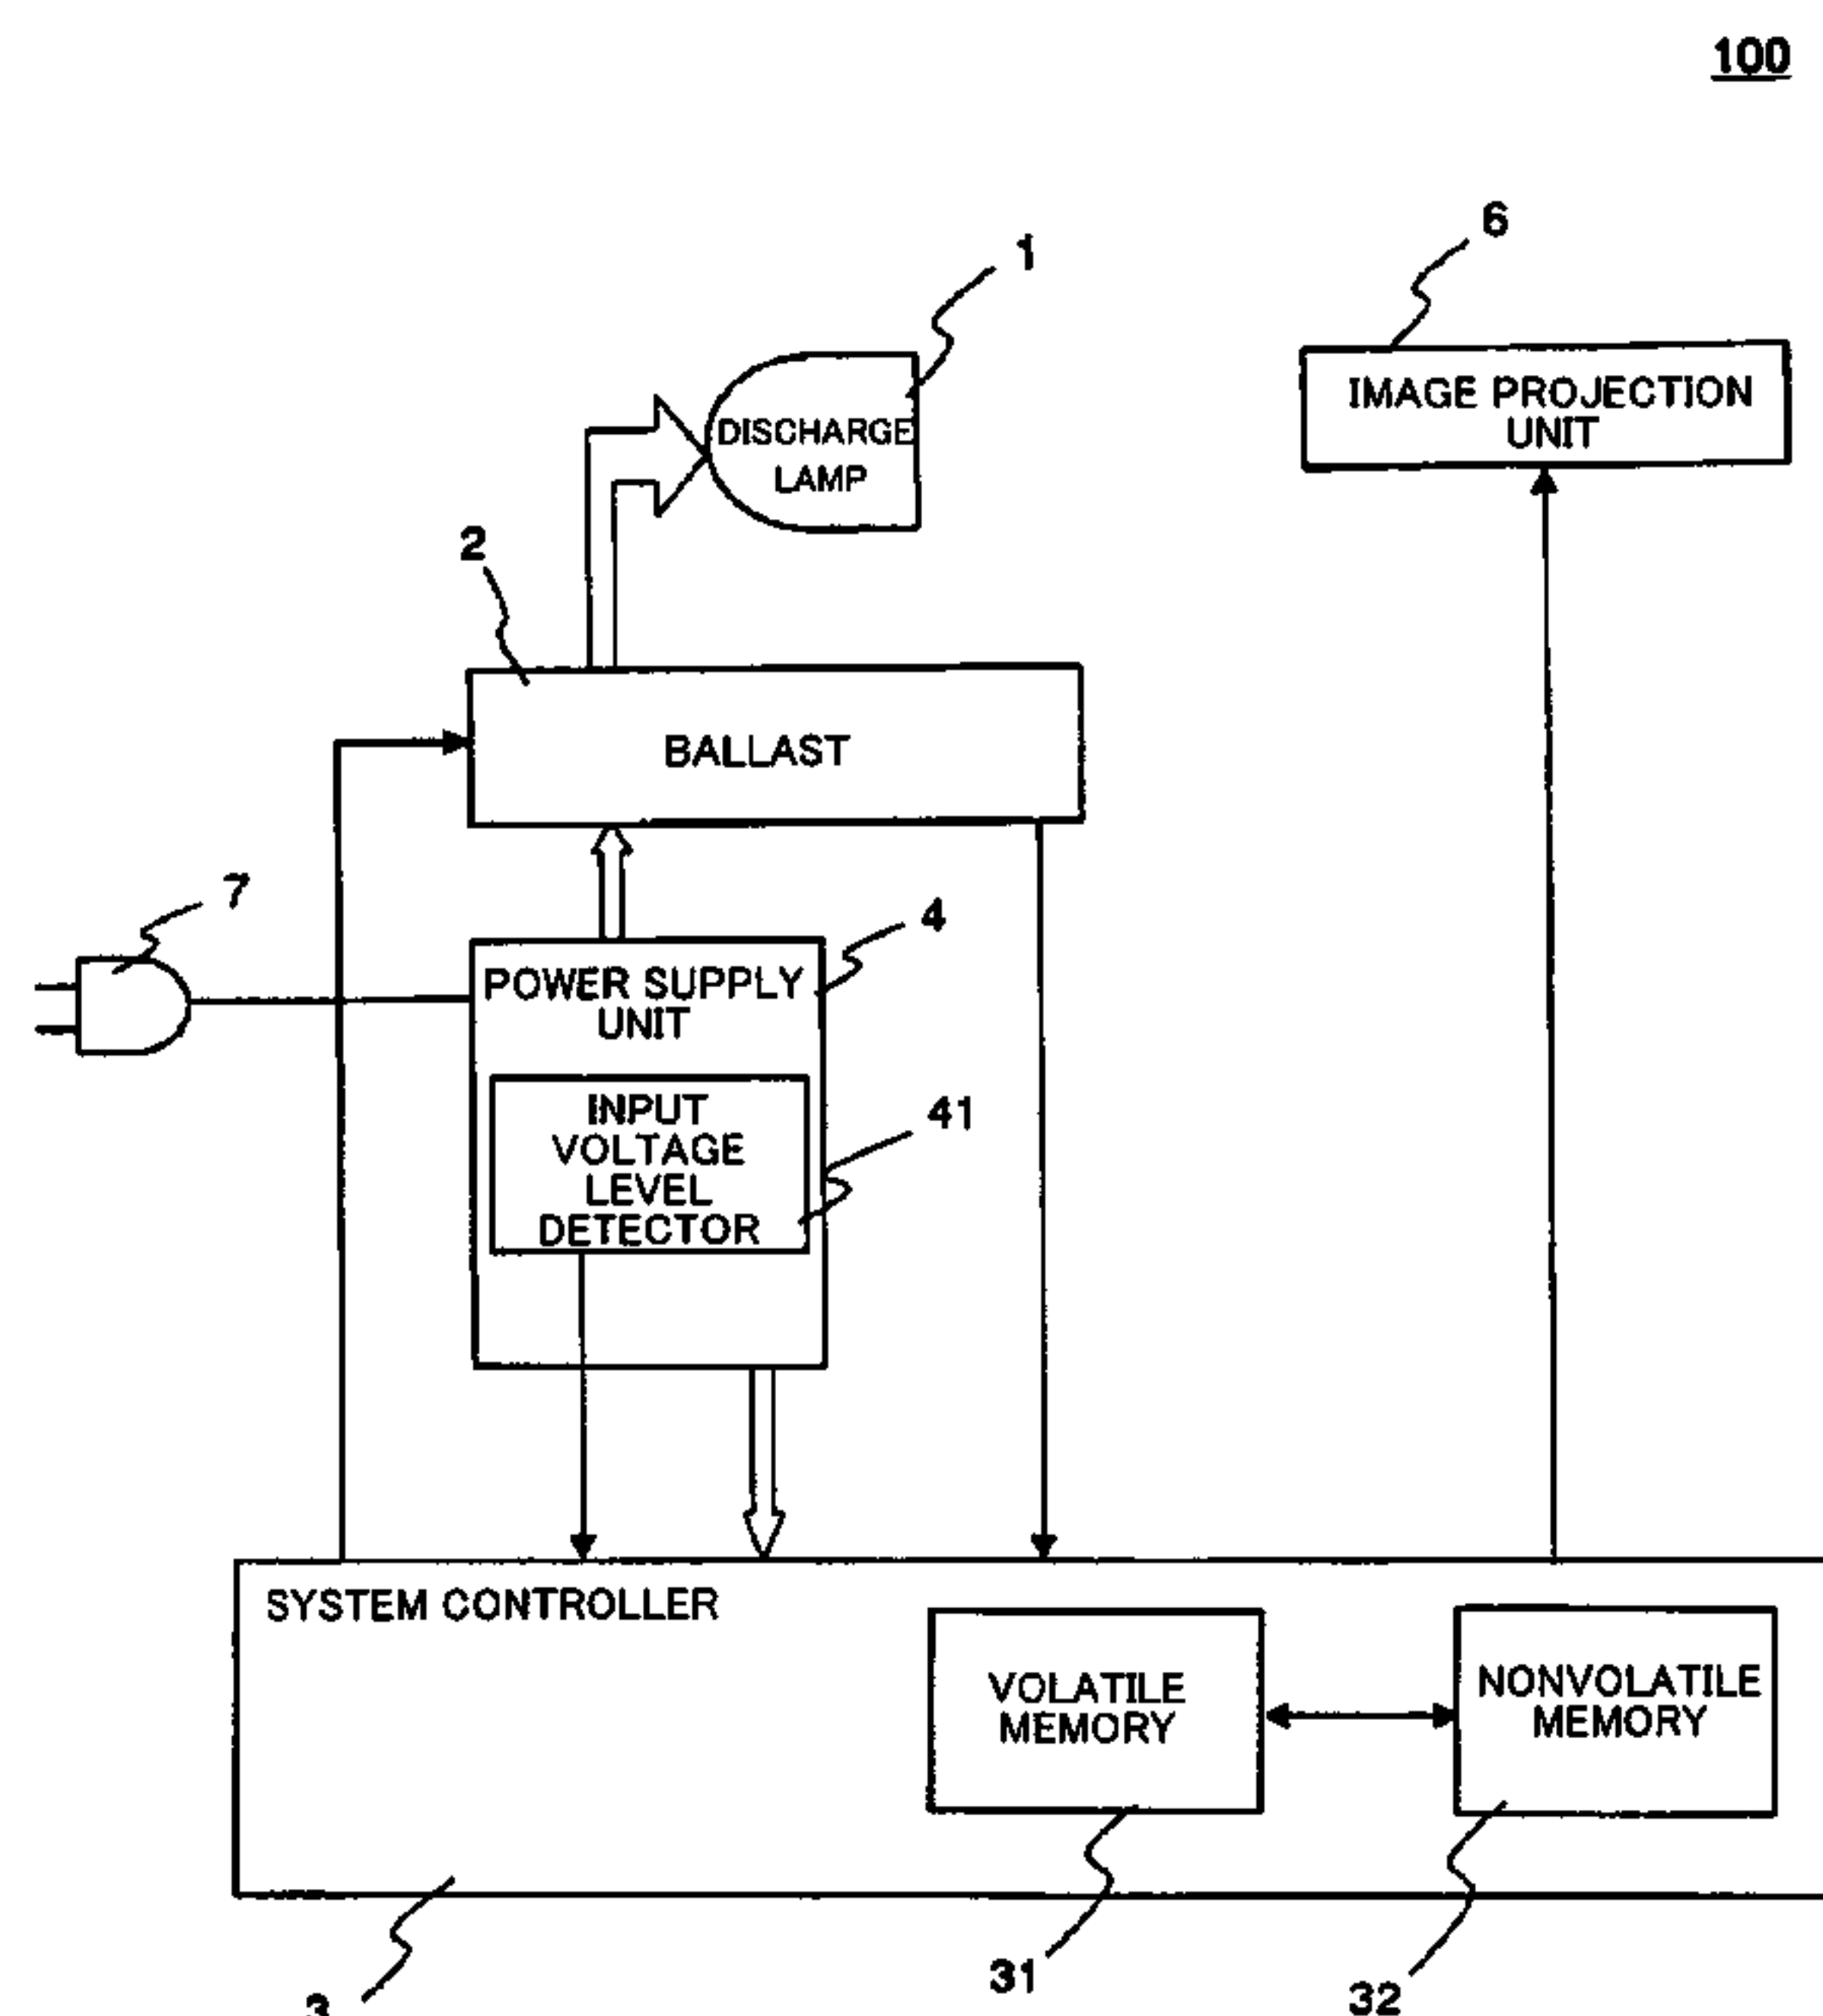 100
1
6
DISCHARGE
LAMP
IMAGE PROJECTION
UNIT
2
BALLAST
7
4
POWER SUPPLY
UNIT
41
INPUT
VOLTAGE
LEVEL
DETECTOR
SYSTEM CONTROLLER
VOLATILE
MEMORY
NONVOLATILE
MEMORY
31
32
3